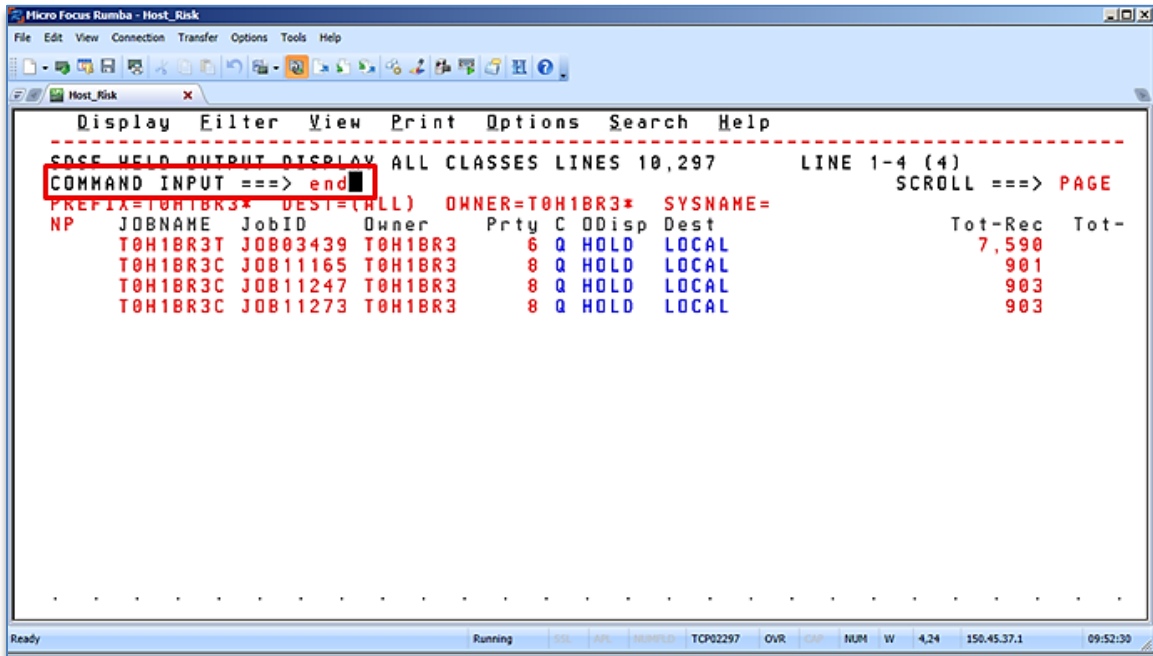 Micro Focus Rumba - Host_Risk
File Edit View Connection Transfer Options Tools Help
Host_Risk x
Display Filter View Print Options Search Help
SDSF HELD OUTPUT DISPLAY ALL CLASSES LINES 10,297 LINE 1-4 (4)
COMMAND INPUT ===> end SCROLL ===> PAGE
PREFIX=T0H1BR3* DEST=(ALL) OWNER=T0H1BR3* SYSNAME=
NP JOBNAME JobID Owner Prty C ODisp Dest Tot-Rec Tot-
T0H1BR3T JOB03439 T0H1BR3 6 Q HOLD LOCAL 7,590
T0H1BR3C JOB11165 T0H1BR3 8 Q HOLD LOCAL 901
T0H1BR3C JOB11247 T0H1BR3 8 Q HOLD LOCAL 903
T0H1BR3C JOB11273 T0H1BR3 8 Q HOLD LOCAL 903
Ready Running SSL APL NUMFLD TCP02297 OVR CAP NUM W 4,24 150.45.37.1 09:52:30